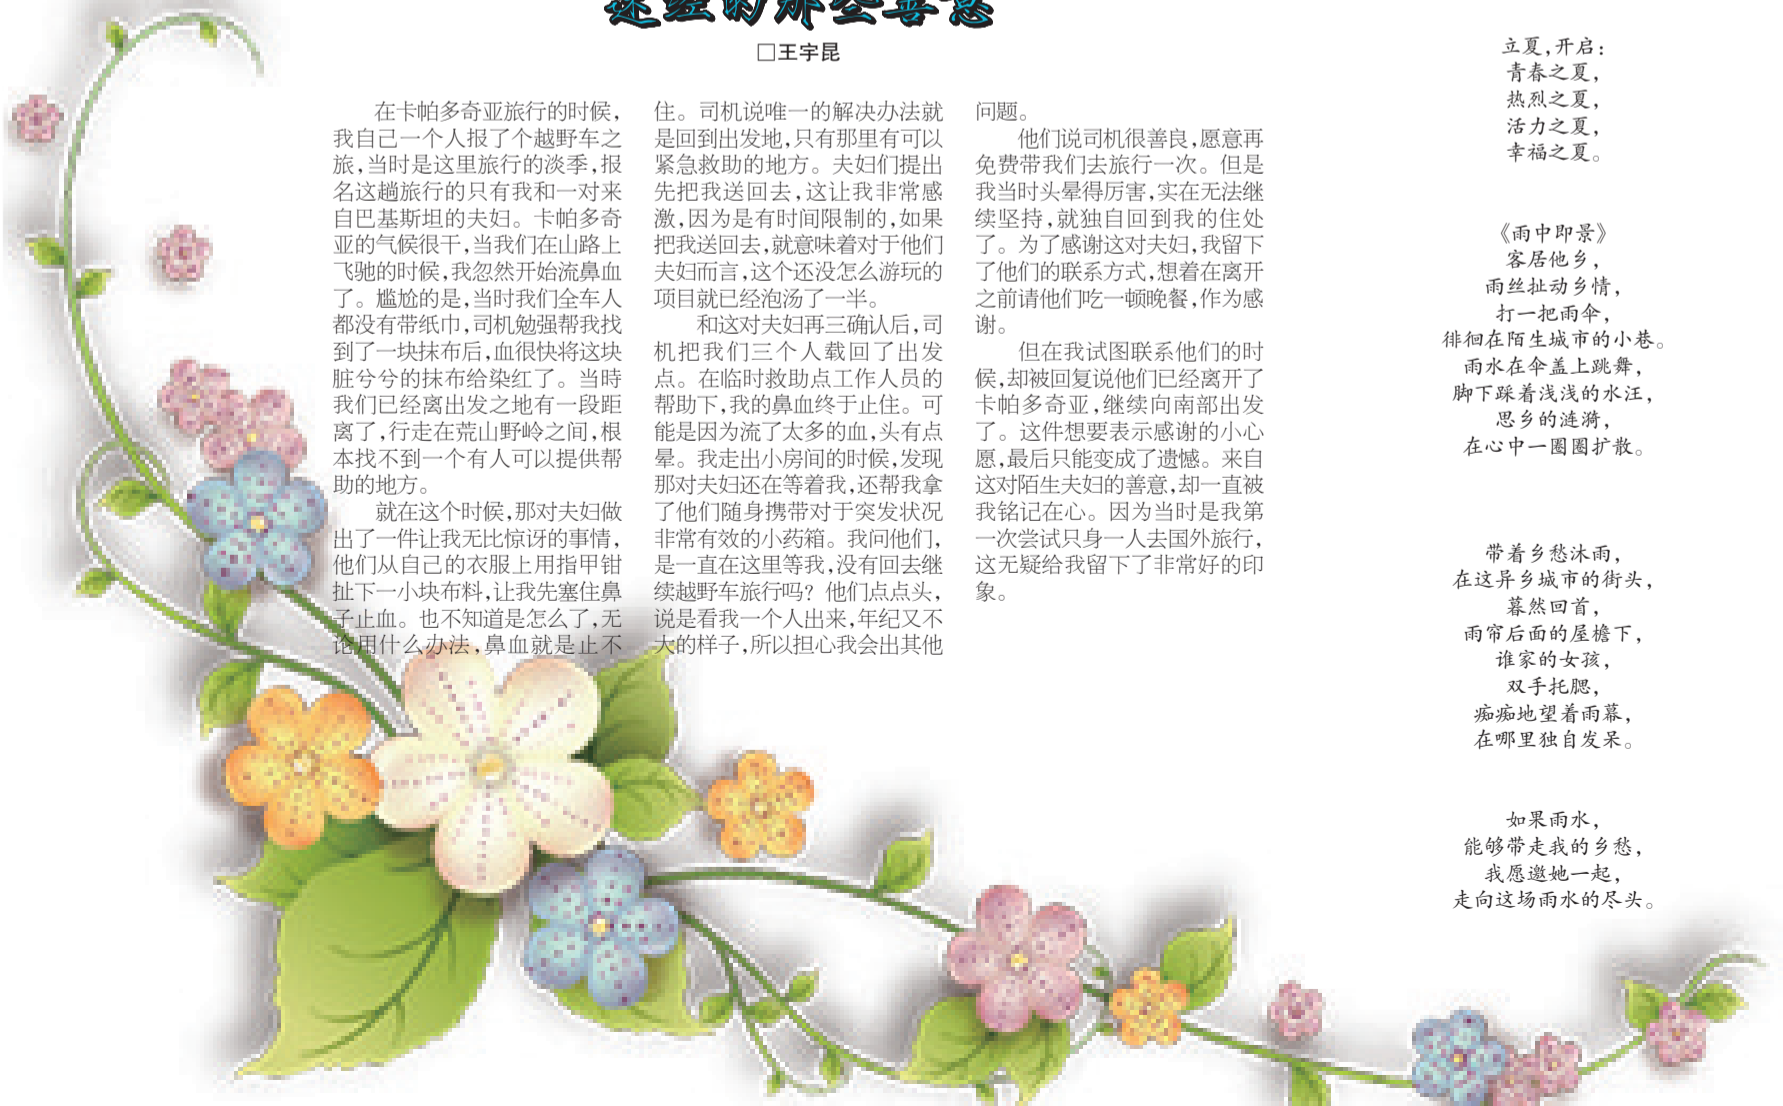 途经的那些善意
□王宇昆
在卡帕多奇亚旅行的时候,
我自己一个人报了个越野车之
旅,当时是这里旅行的淡季,报
名这趟旅行的只有我和一对来
自巴基斯坦的夫妇。卡帕多奇
亚的气候很干,当我们在山路上
飞驰的时候,我忽然开始流鼻血
了。尴尬的是,当时我们全车人
都没有带纸巾,司机勉强帮我找
到了一块抹布后,血很快将这块
脏兮兮的抹布给染红了。当時
我们已经离出发之地有一段距
离了,行走在荒山野岭之间,根
本找不到一个有人可以提供帮
助的地方。
就在这个时候,那对夫妇做
出了一件让我无比惊讶的事情,
他们从自己的衣服上用指甲钳
扯下一小块布料,让我先塞住鼻
子止血。也不知道是怎么了,无
论用什么办法,鼻血就是止不
住。司机说唯一的解决办法就
是回到出发地,只有那里有可以
紧急救助的地方。夫妇们提出
先把我送回去,这让我非常感
激,因为是有时间限制的,如果
把我送回去,就意味着对于他们
夫妇而言,这个还没怎么游玩的
项目就已经泡汤了一半。
和这对夫妇再三确认后,司
机把我们三个人载回了出发
点。在临时救助点工作人员的
帮助下,我的鼻血终于止住。可
能是因为流了太多的血,头有点
晕。我走出小房间的时候,发现
那对夫妇还在等着我,还帮我拿
了他们随身携带对于突发状况
非常有效的小药箱。我问他们,
是一直在这里等我,没有回去继
续越野车旅行吗？他们点点头,
说是看我一个人出来,年纪又不
大的样子,所以担心我会出其他
问题。
他们说司机很善良,愿意再
免费带我们去旅行一次。但是
我当时头晕得厉害,实在无法继
续坚持,就独自回到我的住处
了。为了感谢这对夫妇,我留下
了他们的联系方式,想着在离开
之前请他们吃一顿晚餐,作为感
谢。
但在我试图联系他们的时
候,却被回复说他们已经离开了
卡帕多奇亚,继续向南部出发
了。这件想要表示感谢的小心
愿,最后只能变成了遗憾。来自
这对陌生夫妇的善意,却一直被
我铭记在心。因为当时是我第
一次尝试只身一人去国外旅行,
这无疑给我留下了非常好的印
象。
立夏,开启:
青春之夏,
热烈之夏,
活力之夏,
幸福之夏。
《雨中即景》
客居他乡,
雨丝扯动乡情,
打一把雨伞,
徘徊在陌生城市的小巷。
雨水在伞盖上跳舞,
脚下踩着浅浅的水汪,
思乡的涟漪,
在心中一圈圈扩散。
带着乡愁沐雨,
在这异乡城市的街头,
暮然回首,
雨帘后面的屋檐下,
谁家的女孩,
双手托腮,
痴痴地望着雨幕,
在哪里独自发呆。
如果雨水,
能够带走我的乡愁,
我愿邀她一起,
走向这场雨水的尽头。